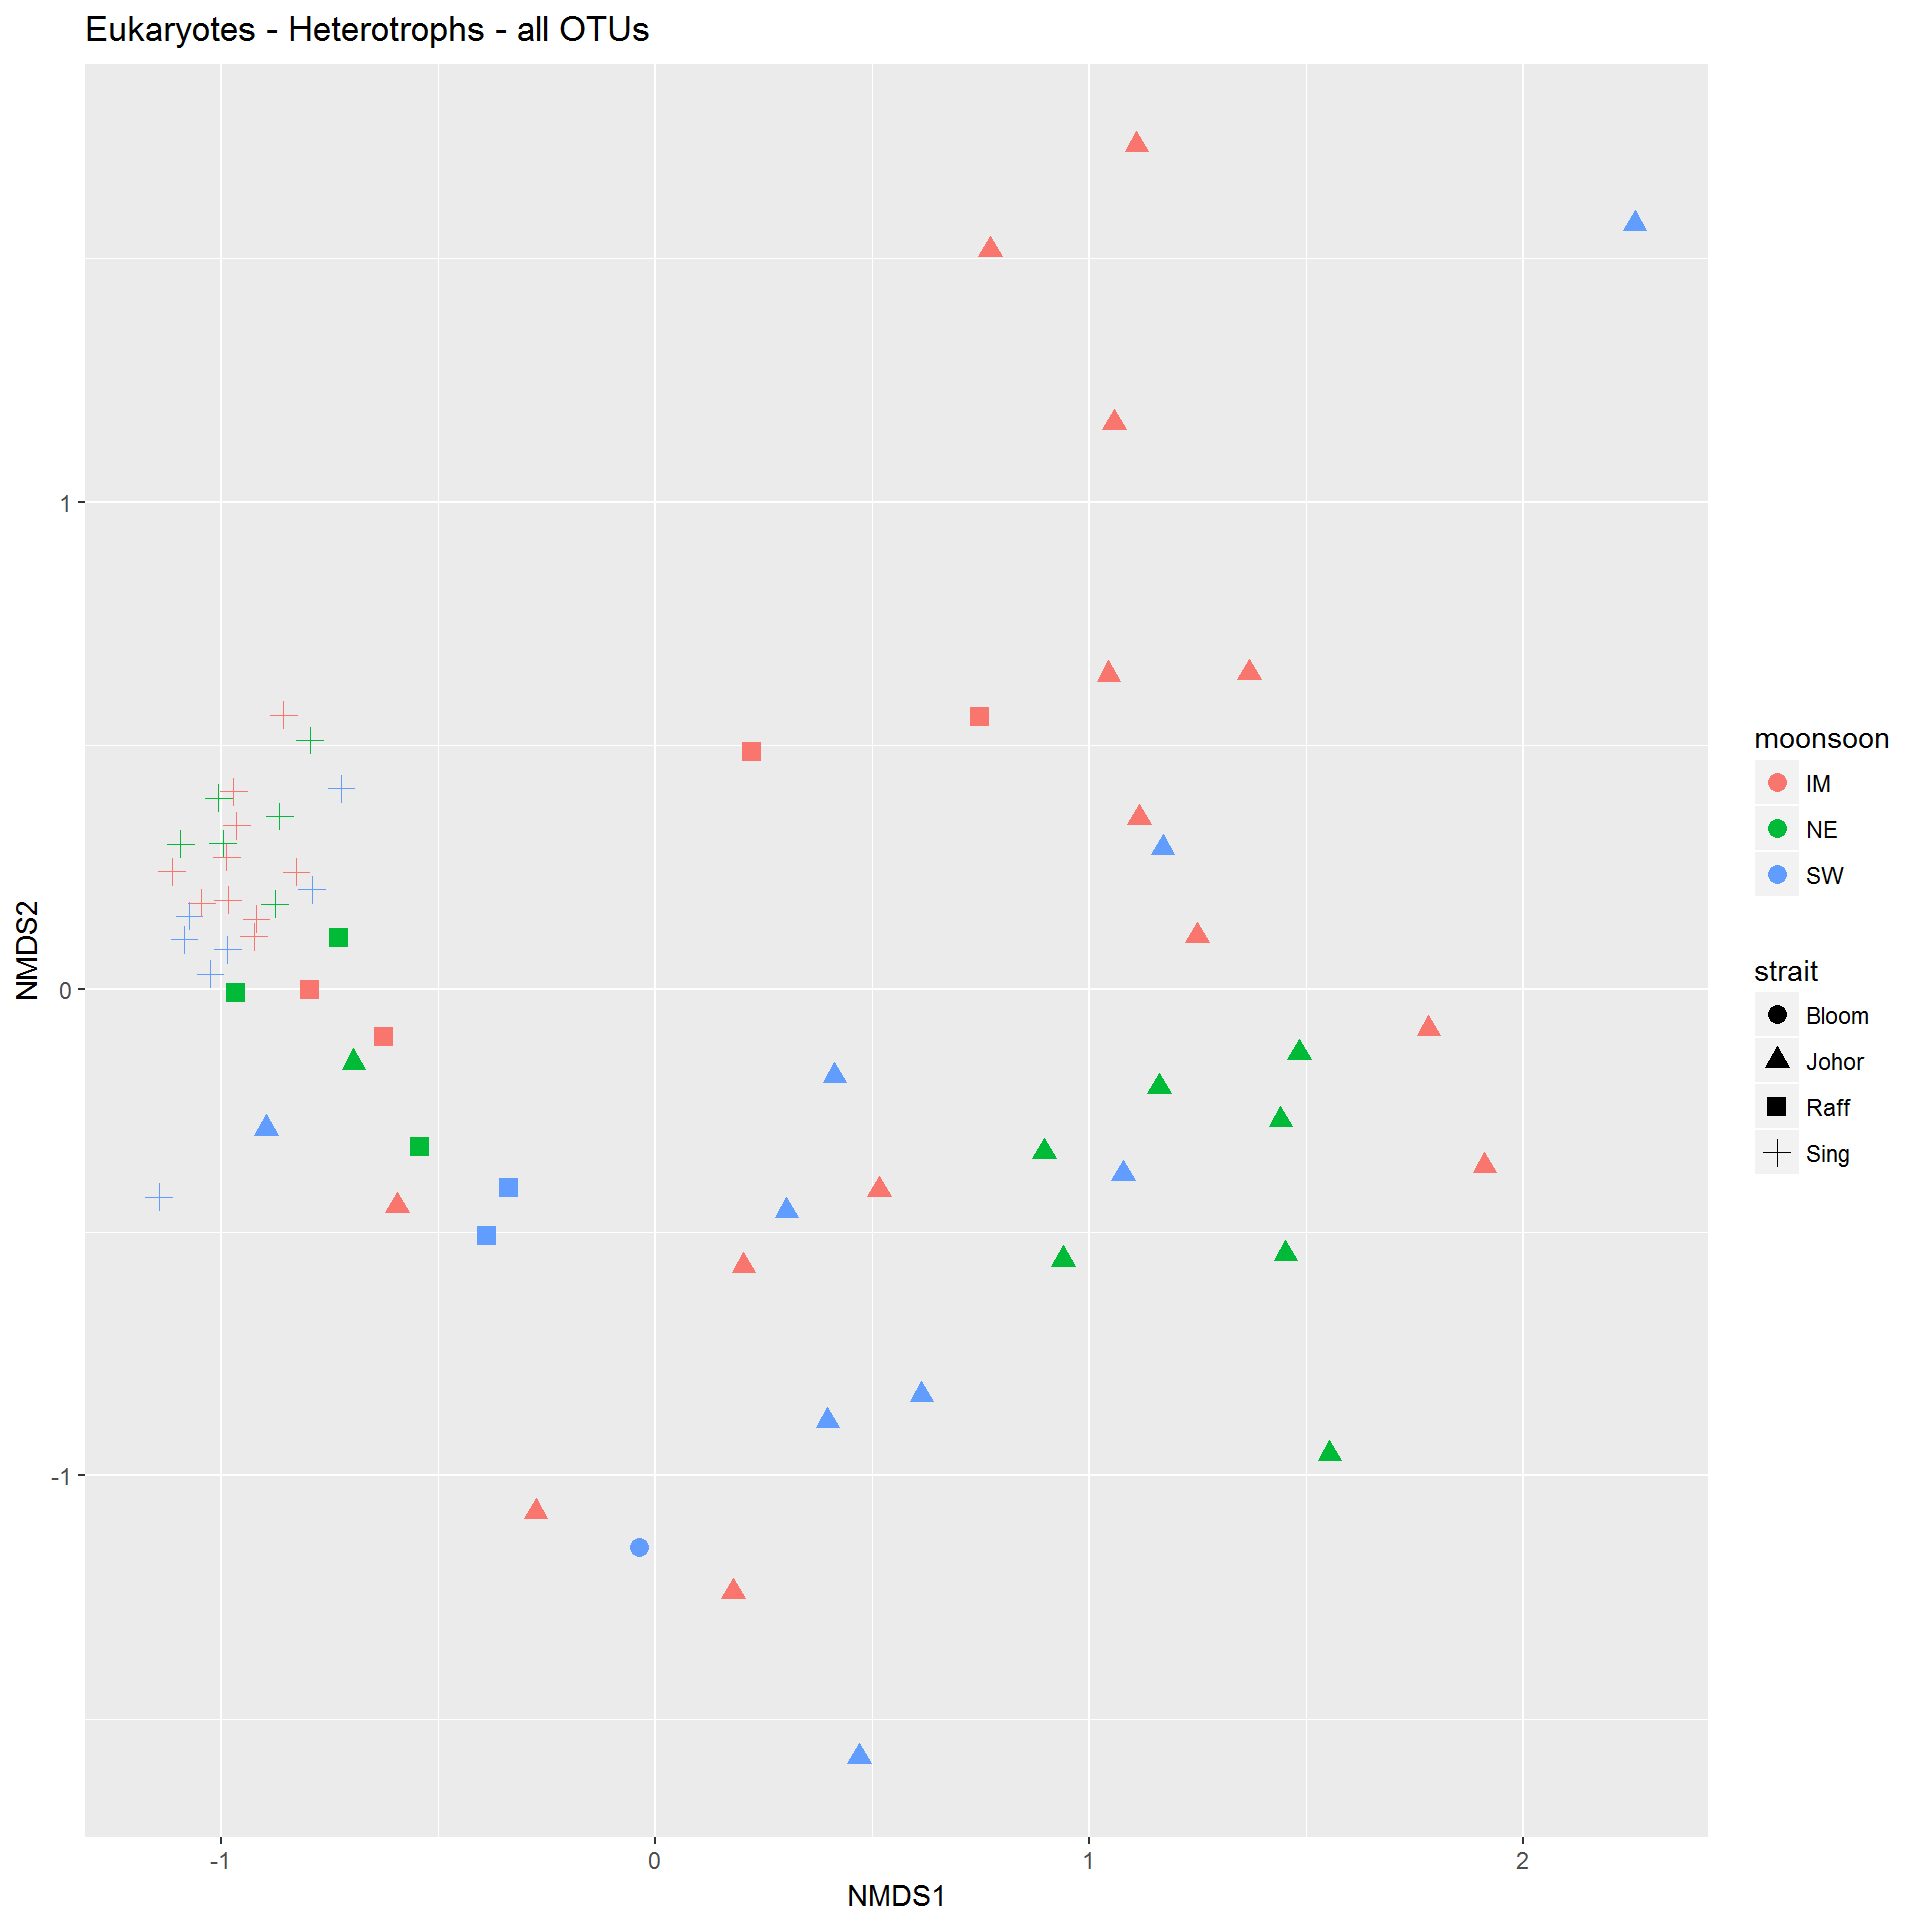 Eukaryotes - Heterotrophs - all OTUs
NMDS2
1
0
-1
-1
0
1
2
NMDS1
moonsoon
IM
NE
SW
strait
Bloom
Johor
Raff
Sing